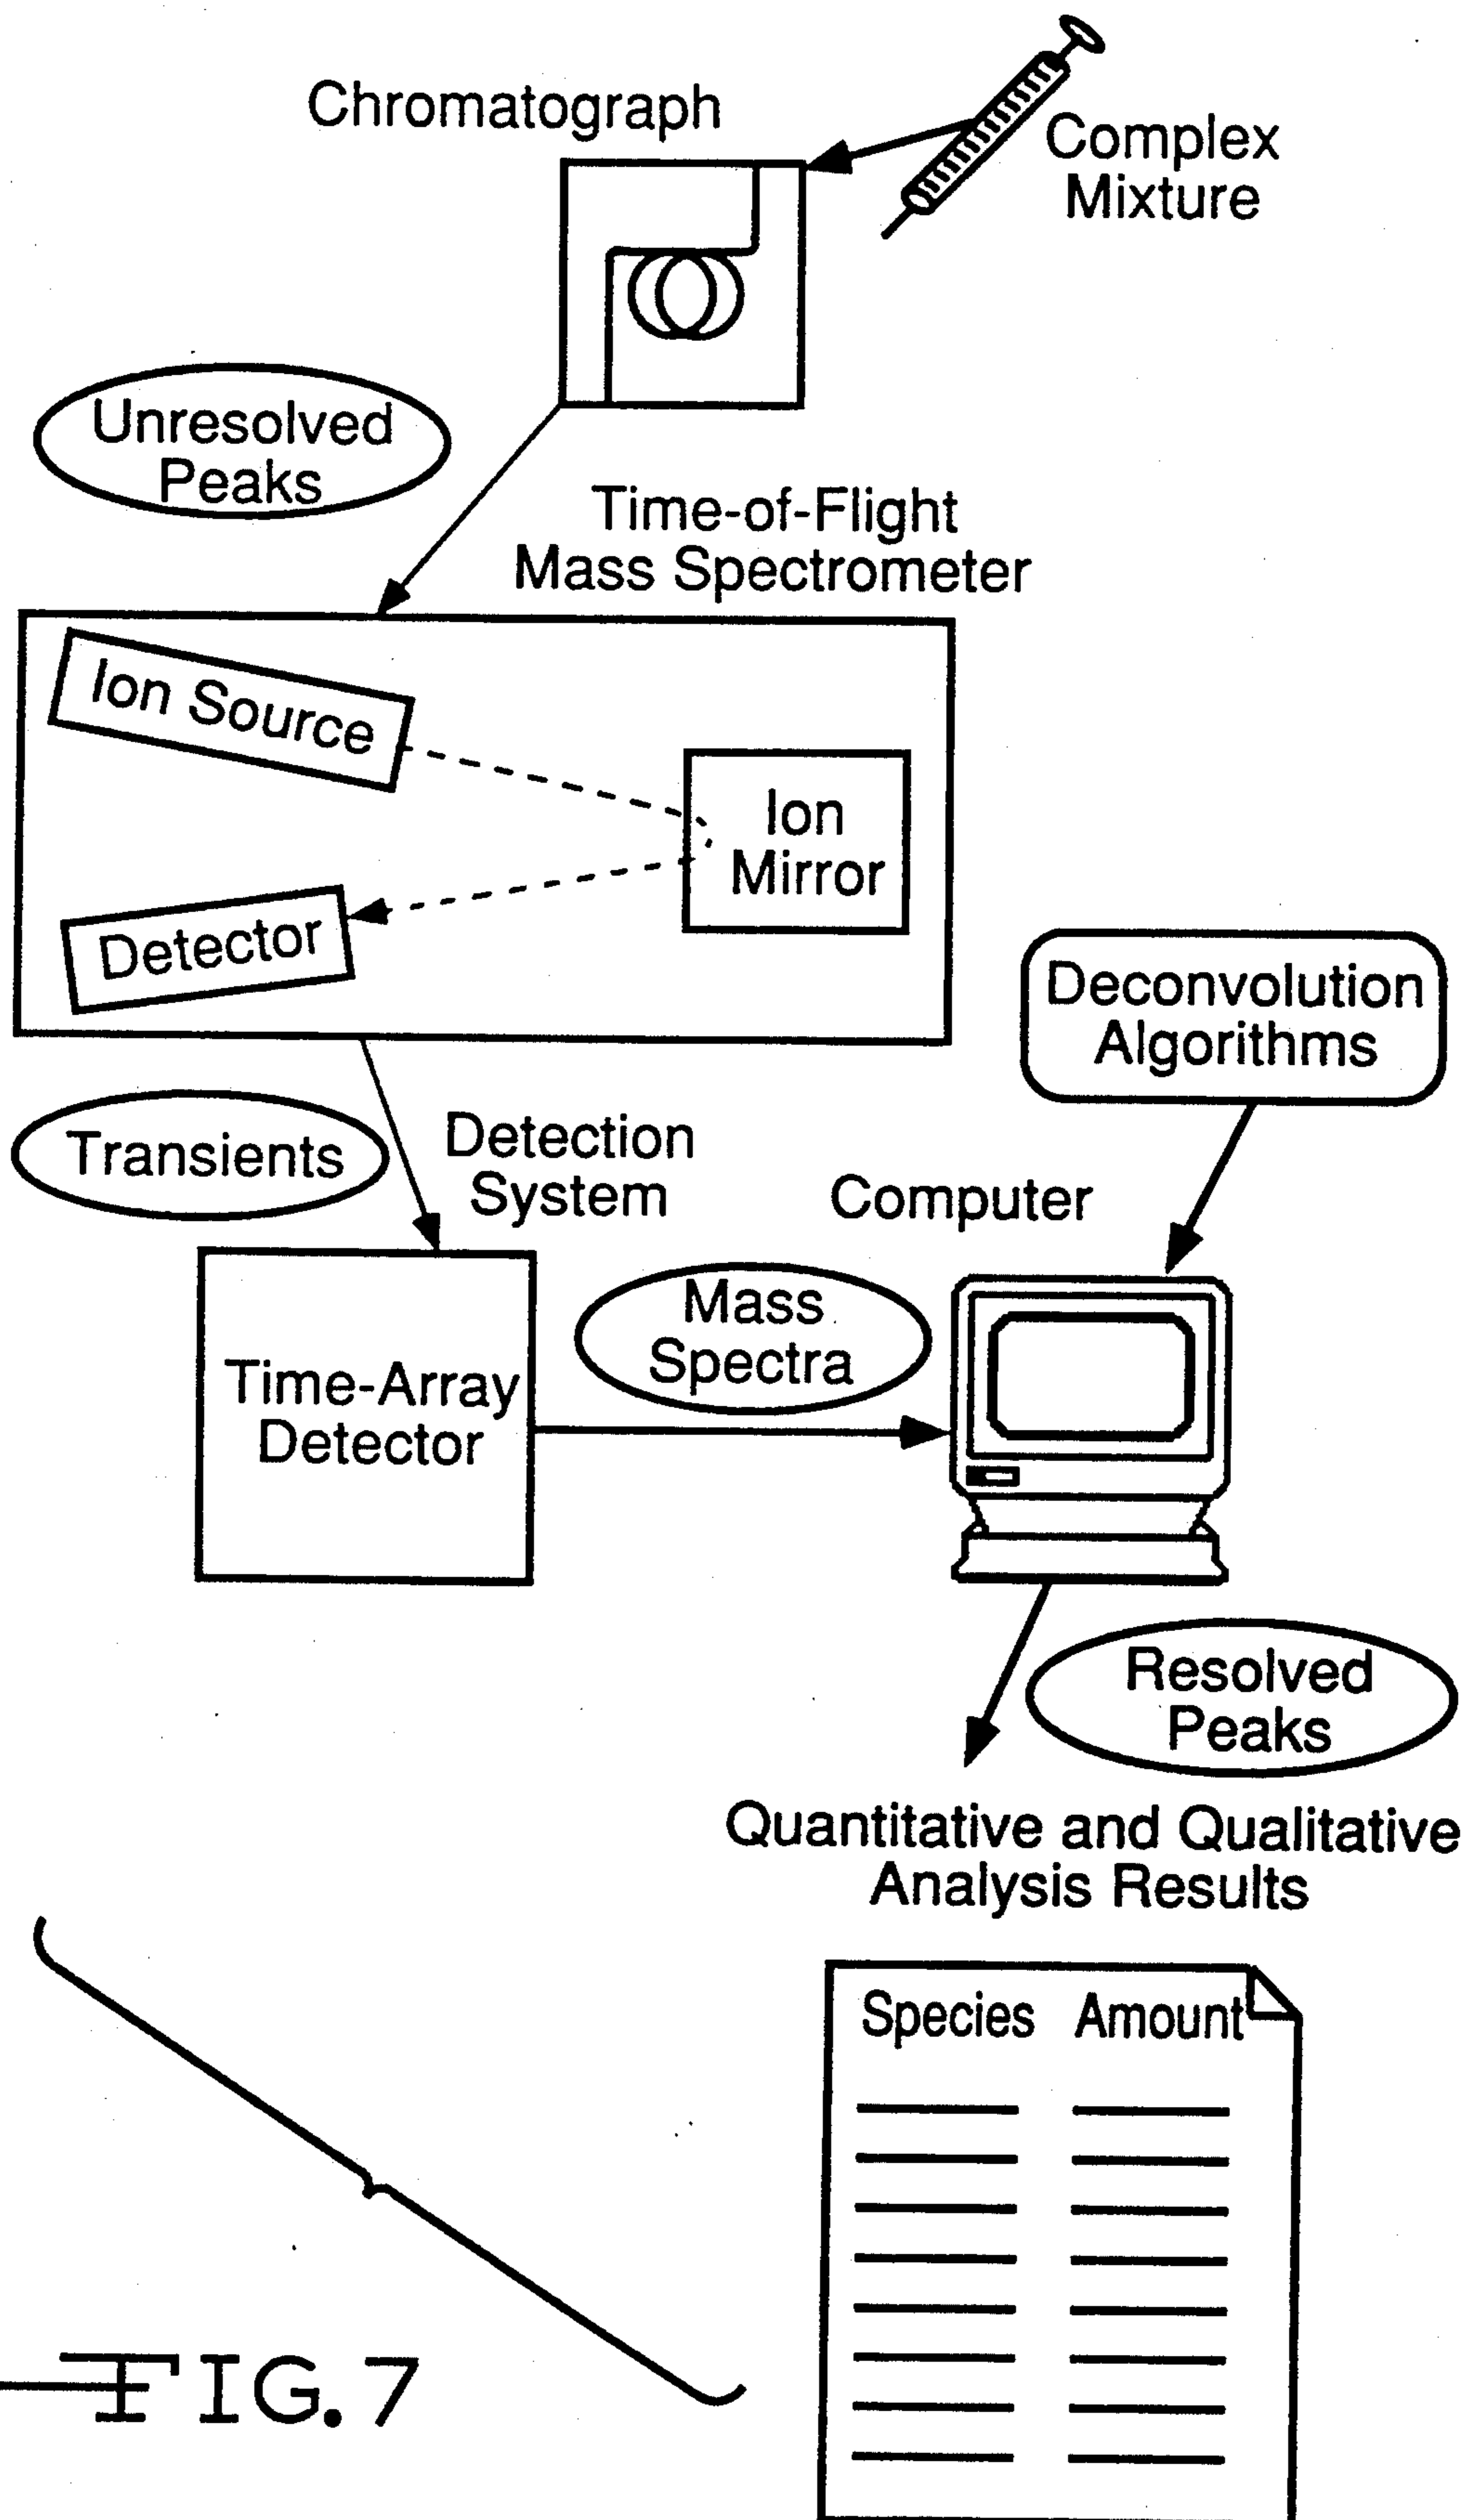 Chromatograph
Complex
Mixture
Unresolved
Peaks
Time-of-Flight
Mass Spectrometer
Ion Source
Ion
Mirror
Detector
Deconvolution
Algorithms
Transients
Detection
System
Computer
Mass
Spectra
Time-Array
Detector
Resolved
Peaks
Quantitative and Qualitative
Analysis Results
Species Amount
FIG. 7